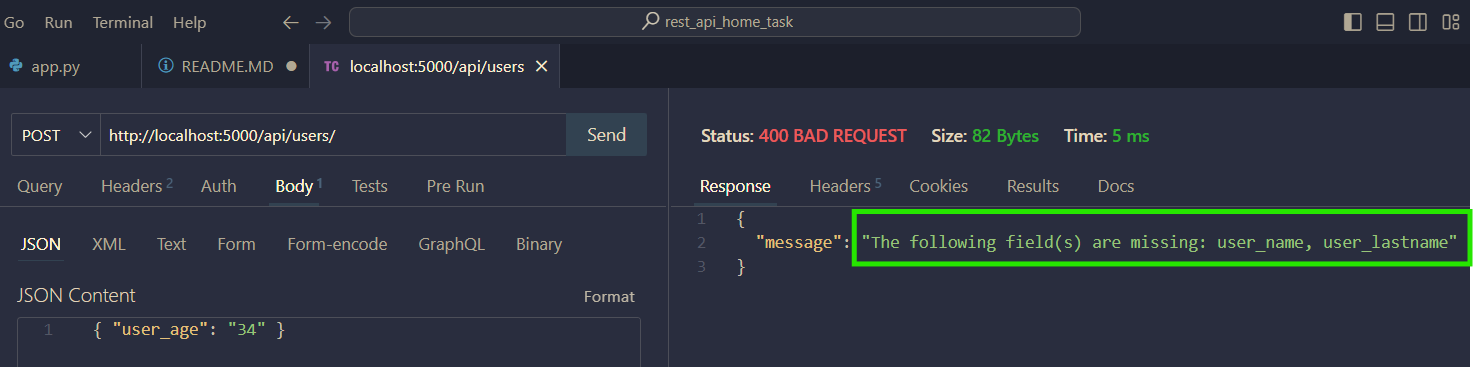 Go Run Terminal Help rest_api_home_task
app.py README.MD TC localhost:5000/api/users
POST http://localhost:5000/api/users/ Send
Query Headers 2 Auth Body 1 Tests Pre Run
JSON XML Text Form Form-encode GraphQL Binary
JSON Content Format
1 { "user_age": "34" }
Status: 400 BAD REQUEST Size: 82 Bytes Time: 5 ms
Response Headers 5 Cookies Results Docs
1 {
2 "message": "The following field(s) are missing: user_name, user_lastname"
3 }